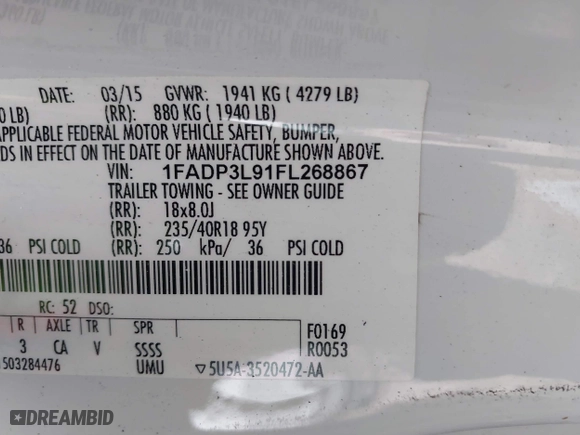 DATE: 03/15 GVWR: 1941 KG ( 4279 LB)
0 LB) (RR): 880 KG ( 1940 LB)
APPLICABLE FEDERAL MOTOR VEHICLE SAFETY, BUMPER,
DS IN EFFECT ON THE DATE OF MANUFACTURE SHOWN ABOVE.
VIN: 1FADP3L91FL268867
TRAILER TOWING - SEE OWNER GUIDE
(RR): 18x8.0J
(RR): 235/40R18 95Y
36 PSI COLD (RR): 250 kPa/ 36 PSI COLD
RC: 52 DSO:
R AXLE TR SPR F0169
3 CA V SSSS R0053
503284476 UMU ▽5U5A-3520472-AA
DREAMBID